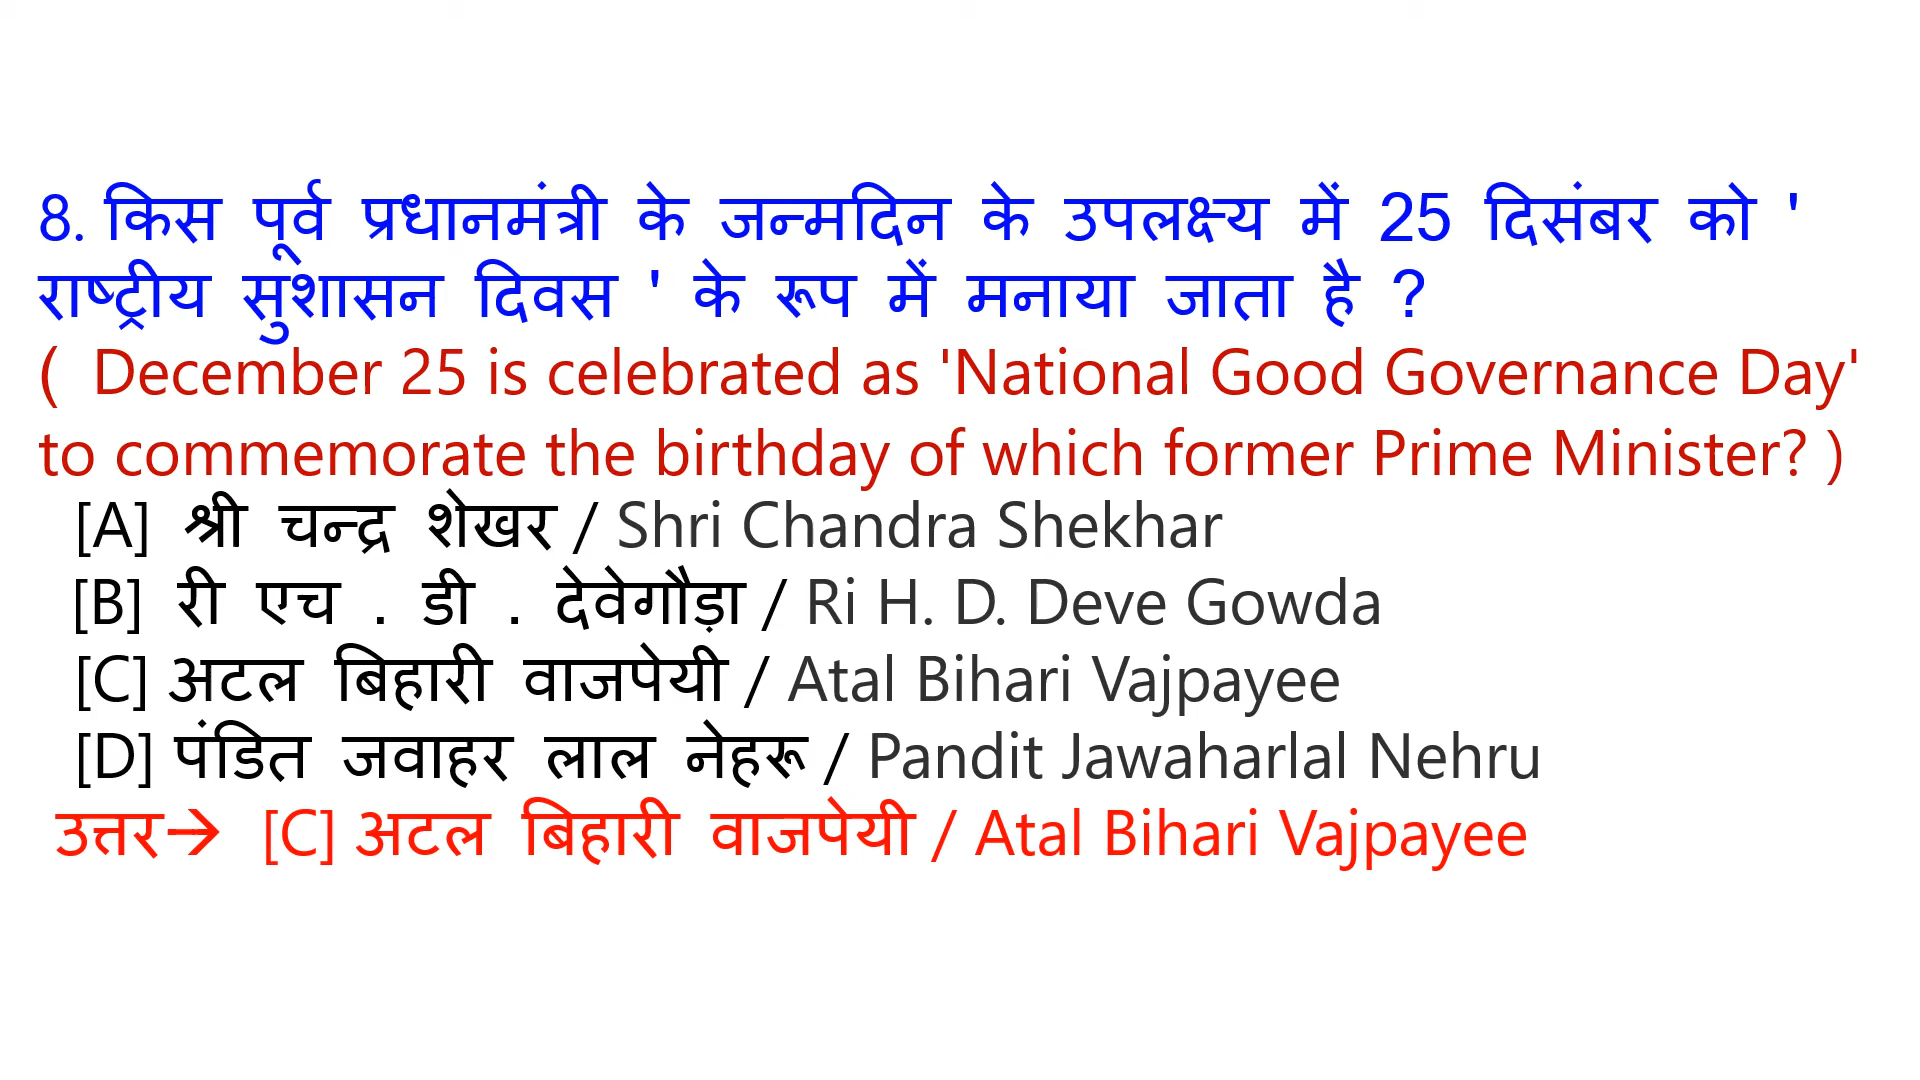 8. किस पूर्व प्रधानमंत्री के जन्मदिन के उपलक्ष्य में 25 दिसंबर को '
राष्ट्रीय सुशासन दिवस ' के रूप में मनाया जाता है ?
( December 25 is celebrated as 'National Good Governance Day'
to commemorate the birthday of which former Prime Minister? )
[A] श्री चन्द्र शेखर / Shri Chandra Shekhar
[B] री एच . डी . देवेगौड़ा / Ri H. D. Deve Gowda
[C] अटल बिहारी वाजपेयी / Atal Bihari Vajpayee
[D] पंडित जवाहर लाल नेहरू / Pandit Jawaharlal Nehru
उत्तर→ [C] अटल बिहारी वाजपेयी / Atal Bihari Vajpayee